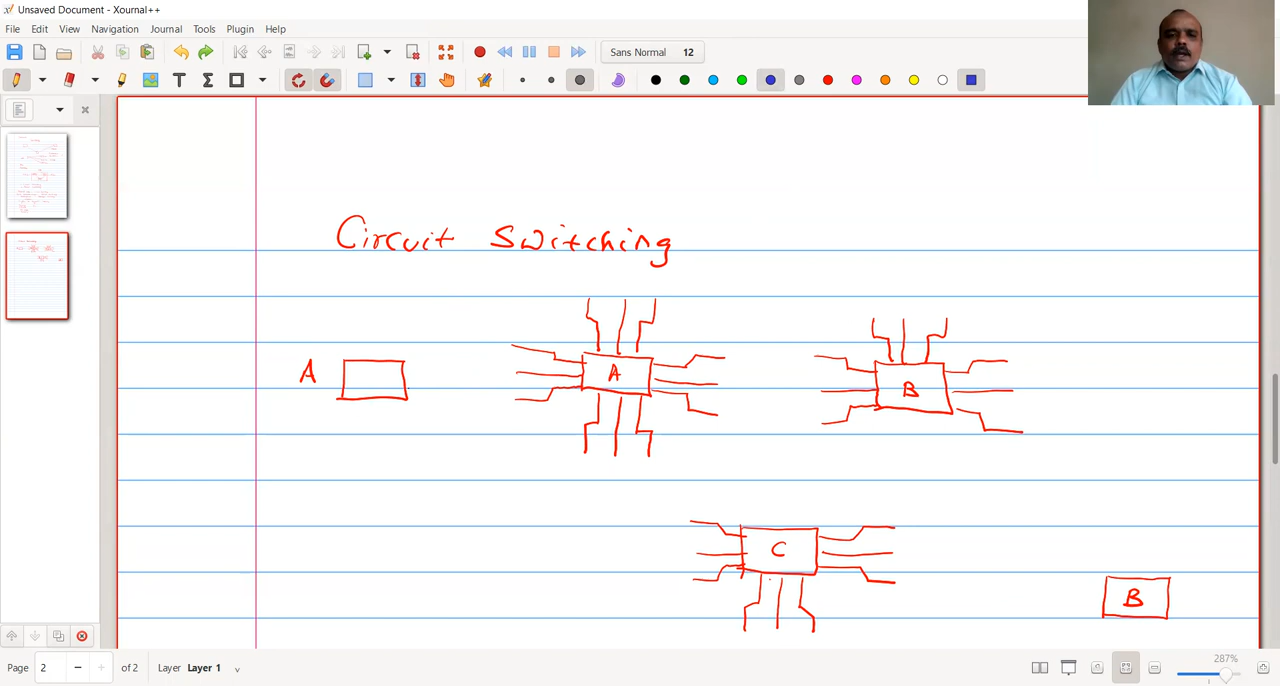 Unsaved Document - Xournal++
File Edit View Navigation Journal Tools Plugin Help
Sans Normal 12
Circuit Switching
A
A
B
C
B
Page 2 of 2 Layer Layer 1
287%